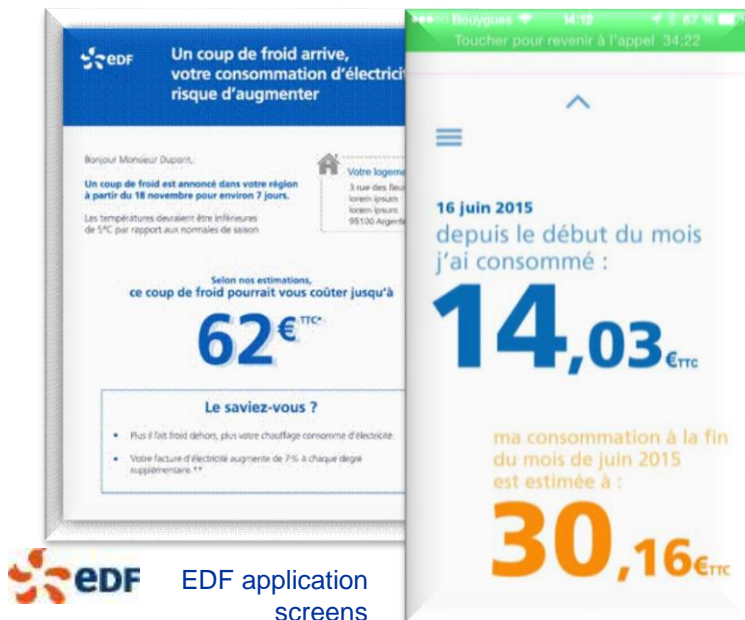 edf
Un coup de froid arrive,
votre consommation d'électricit
risque d'augmenter
Bonjour Monsieur Dupont,
Un coup de froid est annoncé dans votre région
à partir du 18 novembre pour environ 7 jours.
Les températures devraient être inférieures
de 5°C par rapport aux normales de saison.
Votre logeme
3 rue des fleu
lorem ipsum
lorem ipsum
95100 Argente
Selon nos estimations,
ce coup de froid pourrait vous coûter jusqu'à
62€ TTC*
Le saviez-vous ?
• Plus il fait froid dehors, plus votre chauffage consomme d'électricité.
• Votre facture d'électricité augmente de 7% à chaque degré
supplémentaire.**
Bouygues 14:12 67 %
Toucher pour revenir à l'appel 34:22
16 juin 2015
depuis le début du mois
j'ai consommé :
14,03€TTC
ma consommation à la fin
du mois de juin 2015
est estimée à :
30,16€TTC
edf
EDF application
screens